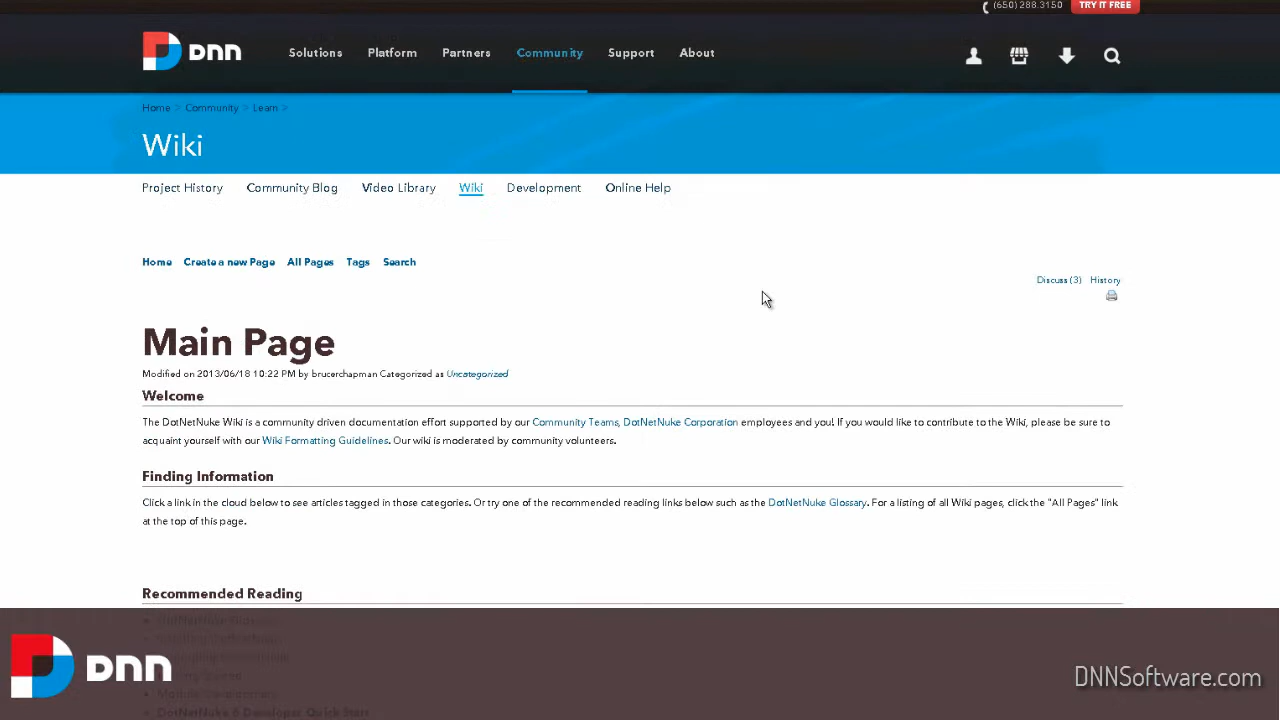 (650) 288.3150 TRY IT FREE
DNN Solutions Platform Partners Community Support About
Home > Community > Learn >
Wiki
Project History Community Blog Video Library Wiki Development Online Help
Home Create a new Page All Pages Tags Search
Discuss (3) History
Main Page
Modified on 2013/06/18 10:22 PM by brucerchapman Categorized as Uncategorized
Welcome
The DotNetNuke Wiki is a community driven documentation effort supported by our Community Teams, DotNetNuke Corporation employees and you! If you would like to contribute to the Wiki, please be sure to
acquaint yourself with our Wiki Formatting Guidelines. Our wiki is moderated by community volunteers.
Finding Information
Click a link in the cloud below to see articles tagged in those categories. Or try one of the recommended reading links below such as the DotNetNuke Glossary. For a listing of all Wiki pages, click the "All Pages" link
at the top of this page.
Recommended Reading
DotNetNuke 6 Developer Quick Start
DNN
DNNSoftware.com